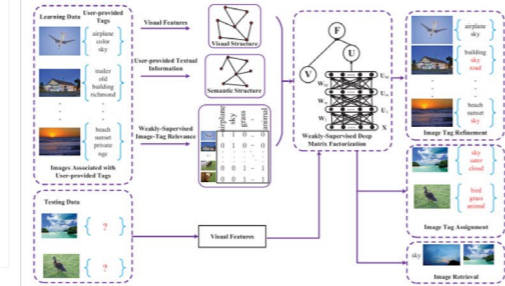 Learning Data
User-provided
Tags
airplane
color
sky
trailer
old
building
richmond
beach
sunset
private
nge
Images Associated with
User-provided Tags
Testing Data
?
?
Visual Features
User-provided Textual
Information
Weakly-Supervised
Image-Tag Relevance
Visual Structure
Semantic Structure
airplane
sky
grass
animal
Visual Features
F
U
V
X
Weakly-Supervised Deep
Matrix Factorization
airplane
sky
building
sky
road
beach
sunset
sky
Image Tag Refinement
sky
cloud
bird
grass
animal
Image Tag Assignment
sky
Image Retrieval